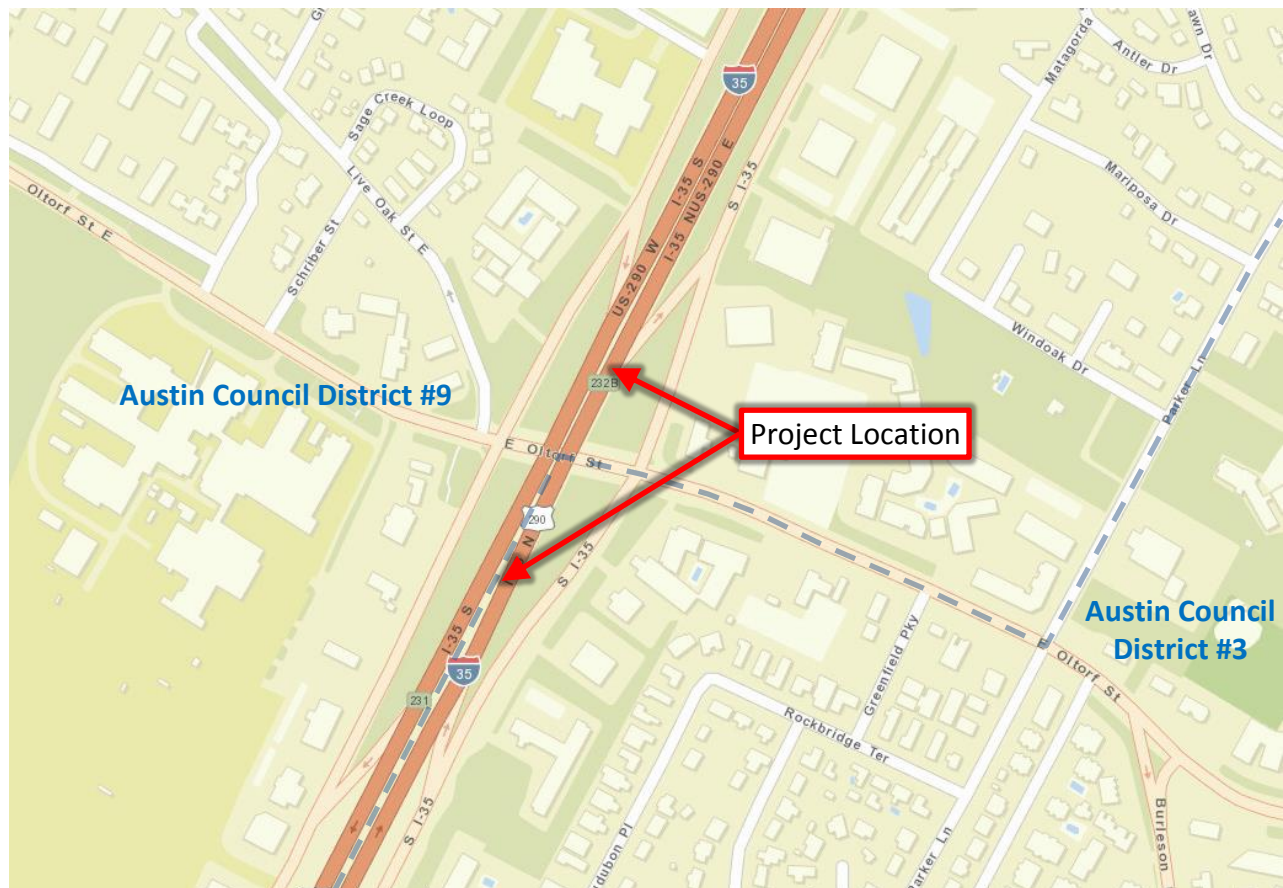 Sage Creek Loop
Live Oak St E
Schriber St
Oltorf St E
35
Antler Dr
Matagorda
Mariposa Dr
Windoak Dr
Parker Ln
US-290 W
I-35 S
I-35 N
US-290 E
S I-35
232B
Austin Council District #9
Project Location
E Oltorf St
290
N
S I-35
I-35 S
35
231
S I-35
Austin Council
District #3
E Oltorf St
Greenfield Pky
Rockbridge Ter
Parker Ln
Burleson